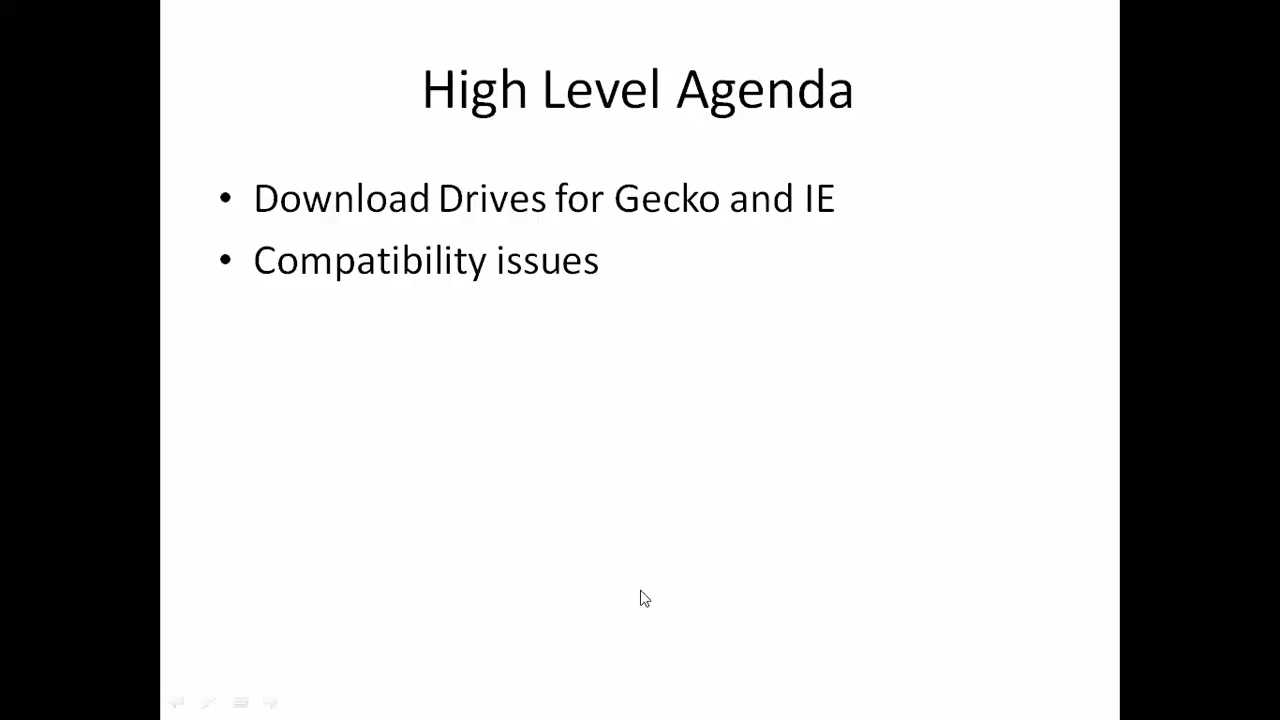 High Level Agenda
• Download Drives for Gecko and IE
• Compatibility issues